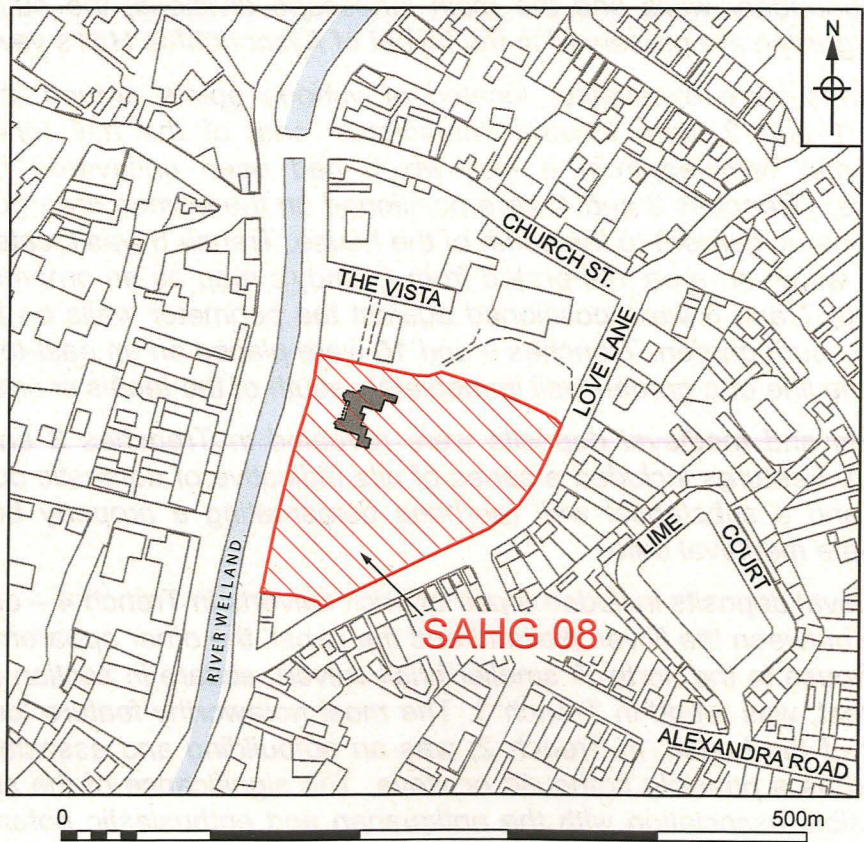 N
CHURCH ST.
THE VISTA
LOVE LANE
LIME
COURT
RIVER WELLAND
SAHG 08
ALEXANDRA ROAD
0
500m